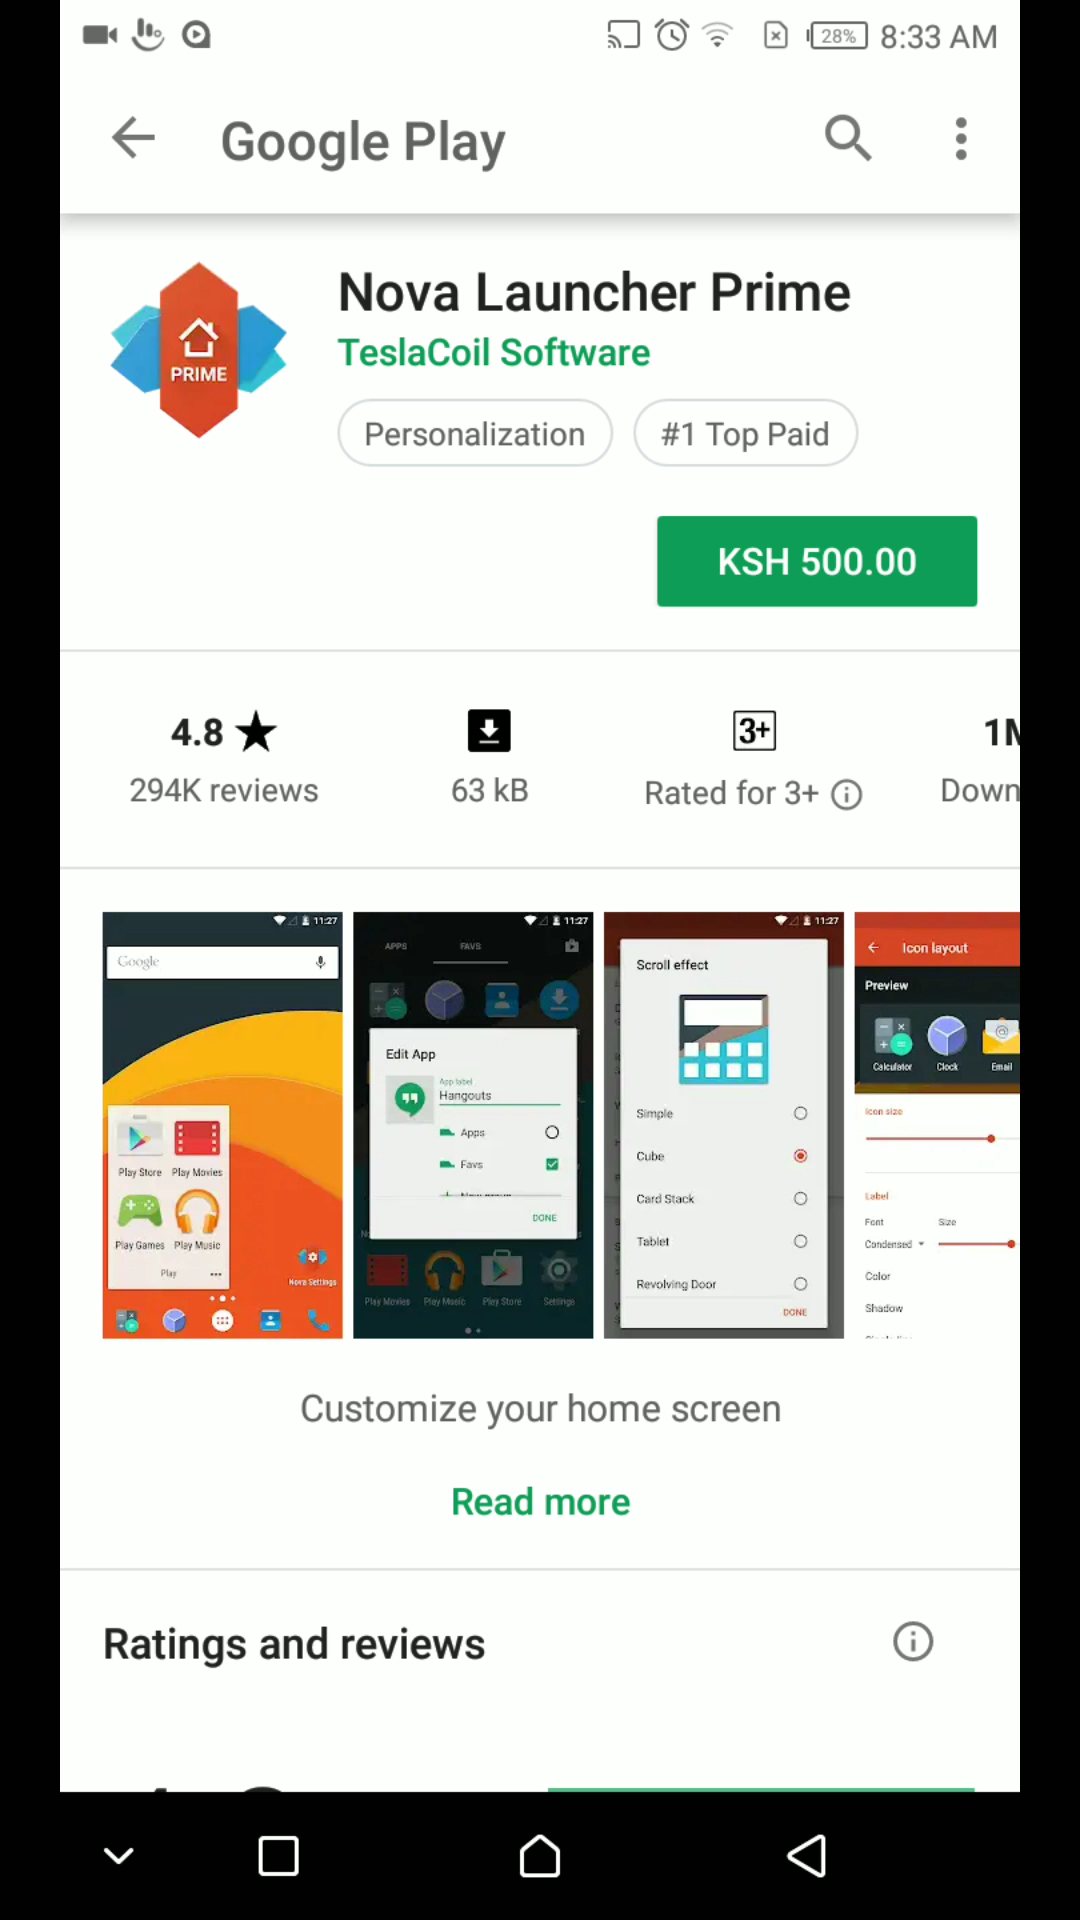 28% 8:33 AM
Google Play
Nova Launcher Prime
PRIME
TeslaCoil Software
Personalization #1 Top Paid
KSH 500.00
4.8 ★ 3+ 1M
294K reviews 63 kB Rated for 3+ Down
11:27
Google
Play Store Play Movies
Play Games Play Music
Play
Nova Settings
11:27
APPS FAVS
Edit App
App label
Hangouts
Apps
Favs
DONE
Play Movies Play Music Play Store Settings
11:27
Scroll effect
Simple
Cube
Card Stack
Tablet
Revolving Door
DONE
Icon layout
Preview
Calculator Clock Email
Icon size
Label
Font Size
Condensed
Color
Shadow
Customize your home screen
Read more
Ratings and reviews